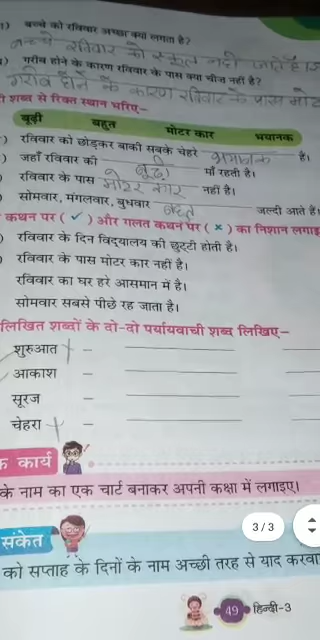 ) बच्चे को रविवार अच्छा क्यों लगता है?
बच्चे रविवार को स्कूल नही जाते है
) गरीब होने के कारण रविवार के पास क्या चीज नहीं है?
गरीब होने के कारण रविवार के पास मोट
शब्द से रिक्त स्थान भरिए–
बूढ़ी बहुत मोटर कार भयानक
) रविवार को छोड़कर बाकी सबके चेहरे भयानक हैं।
) जहाँ रविवार की बूढ़ी माँ रहती है।
) रविवार के पास मोटर कार नहीं है।
) सोमवार, मंगलवार, बुधवार बहुत जल्दी आते हैं।
कथन पर ( ✓ ) और गलत कथन पर ( × ) का निशान लगाइ
) रविवार के दिन विद्यालय की छुट्टी होती है।
) रविवार के पास मोटर कार नहीं है।
रविवार का घर हरे आसमान में है।
सोमवार सबसे पीछे रह जाता है।
लिखित शब्दों के दो-दो पर्यायवाची शब्द लिखिए–
शुरुआत –
आकाश –
सूरज –
चेहरा –
कार्य
के नाम का एक चार्ट बनाकर अपनी कक्षा में लगाइए।
3/3
संकेत
को सप्ताह के दिनों के नाम अच्छी तरह से याद करवा
49 हिन्दी-3